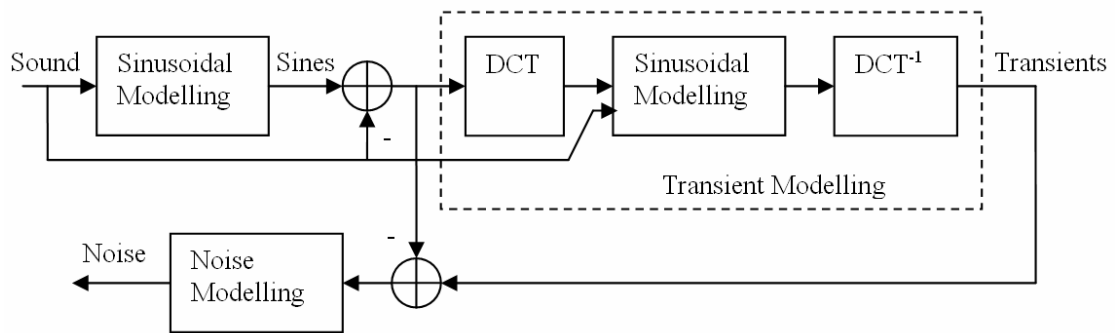 Sound
Sinusoidal
Modelling
Sines
-
DCT
Sinusoidal
Modelling
DCT-1
Transients
Transient Modelling
-
Noise
Noise
Modelling